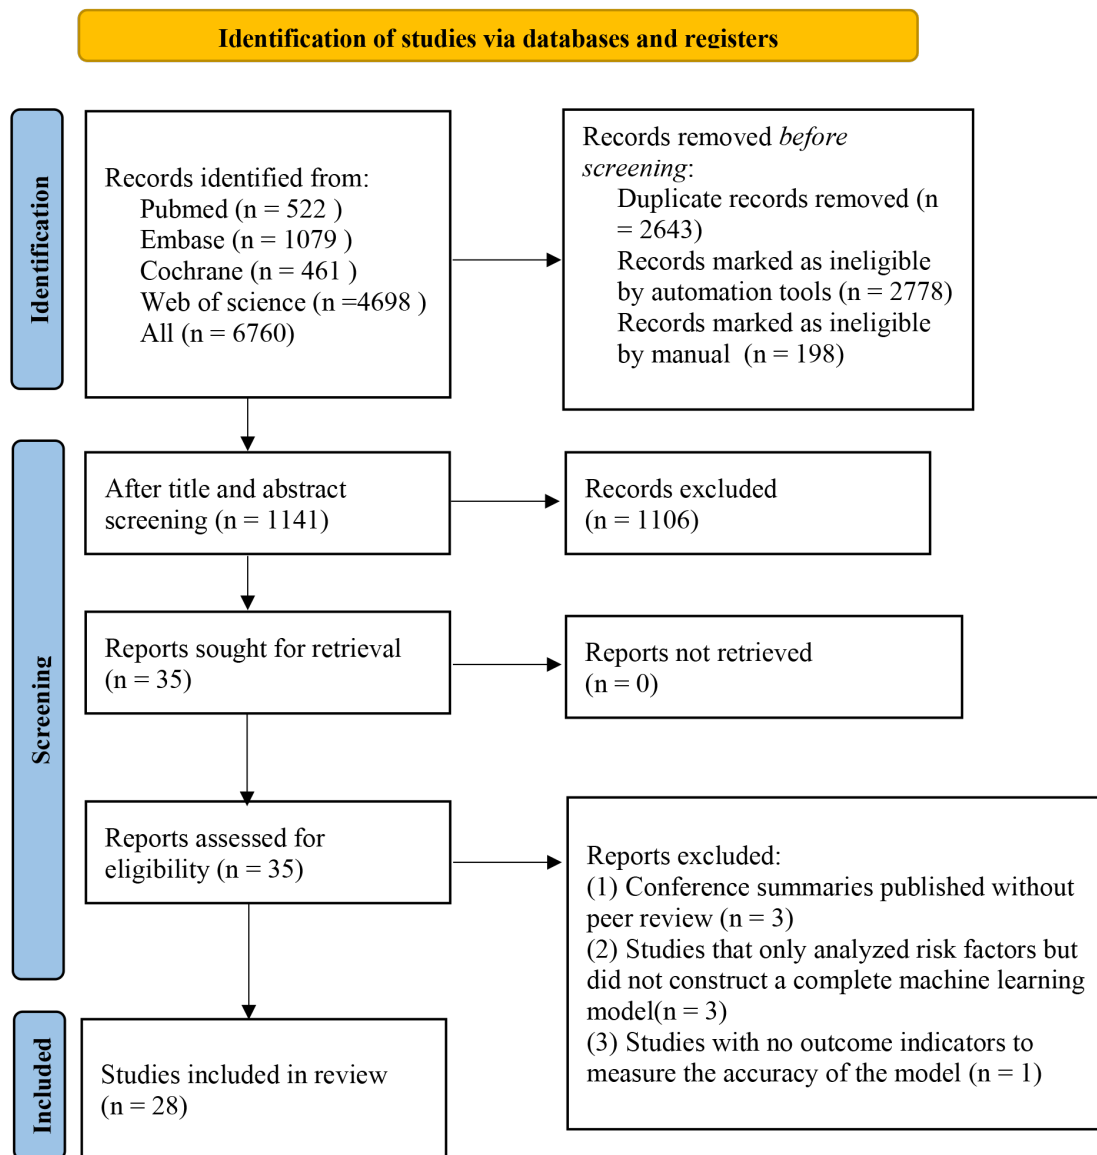 Identification of studies via databases and registers
Identification
Records identified from:
Pubmed (n = 522 )
Embase (n = 1079 )
Cochrane (n = 461 )
Web of science (n =4698 )
All (n = 6760)
Records removed before
screening:
Duplicate records removed (n
= 2643)
Records marked as ineligible
by automation tools (n = 2778)
Records marked as ineligible
by manual  (n = 198)
Screening
After title and abstract
screening (n = 1141)
Records excluded
(n = 1106)
Reports sought for retrieval
(n = 35)
Reports not retrieved
(n = 0)
Reports assessed for
eligibility (n = 35)
Reports excluded:
(1) Conference summaries published without
peer review (n = 3)
(2) Studies that only analyzed risk factors but
did not construct a complete machine learning
model(n = 3)
(3) Studies with no outcome indicators to
measure the accuracy of the model (n = 1)
Included
Studies included in review
(n = 28)